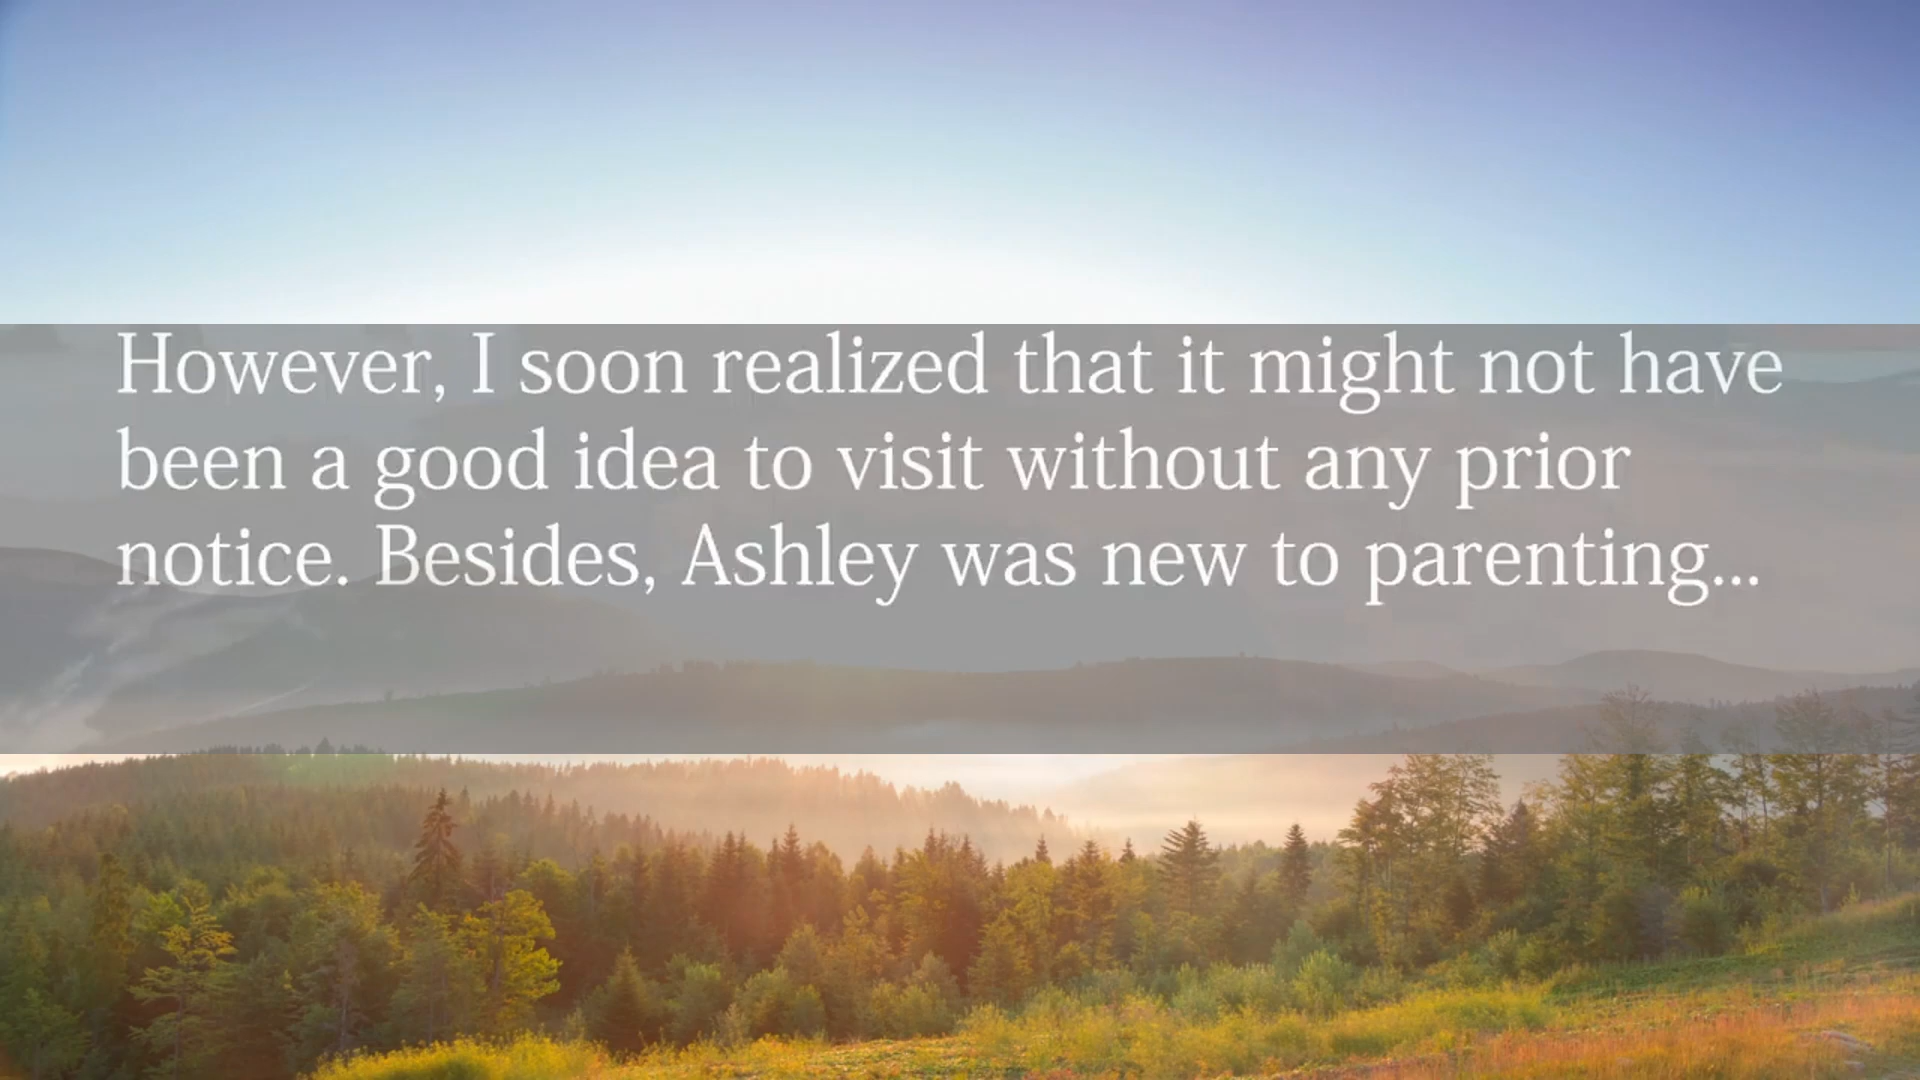 However, I soon realized that it might not have
been a good idea to visit without any prior
notice. Besides, Ashley was new to parenting...